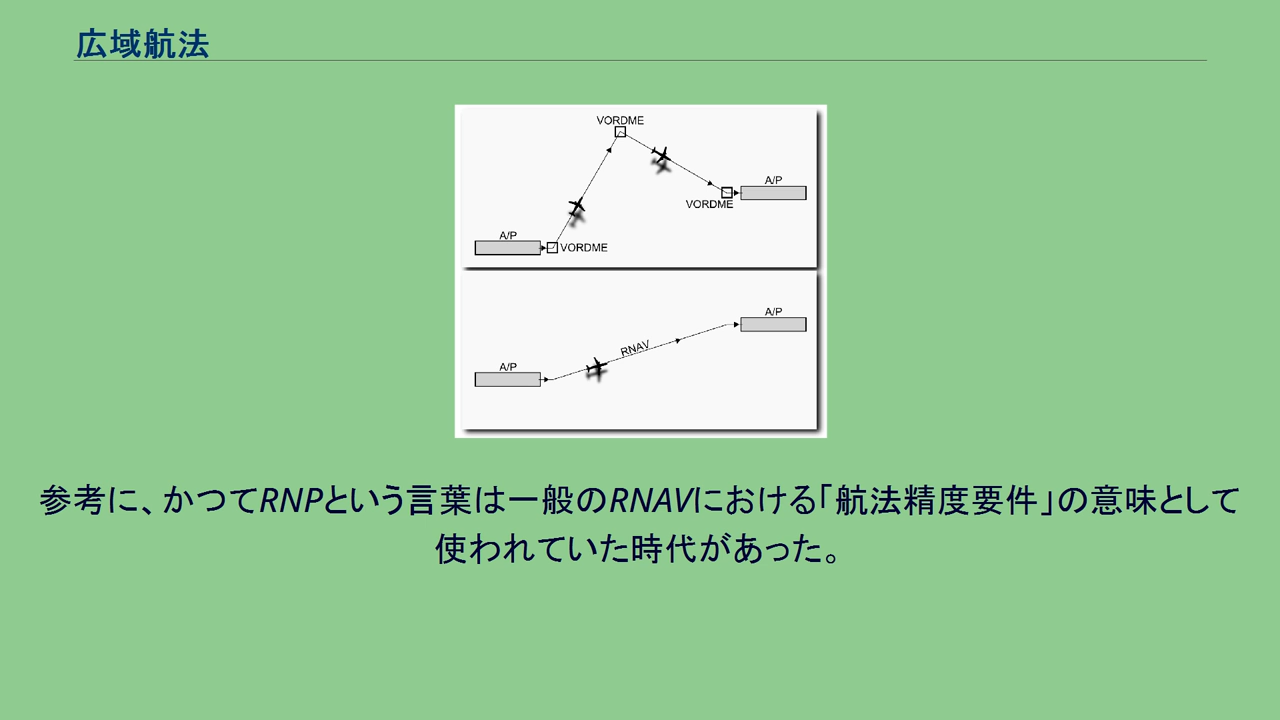 広域航法
VORDME
A/P
VORDME
A/P
VORDME
A/P
RNAV
A/P
参考に、かつてRNPという言葉は一般のRNAVにおける「航法精度要件」の意味として
使われていた時代があった。